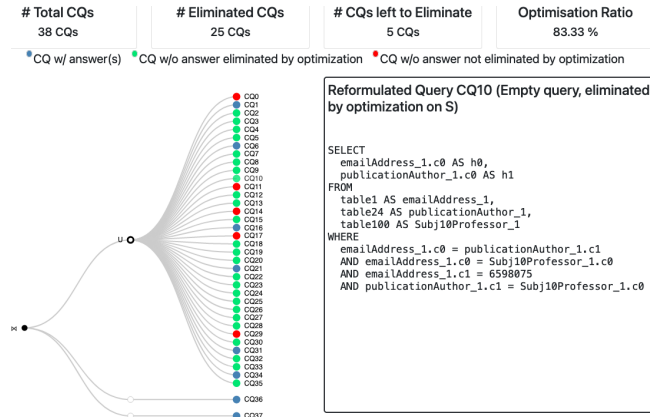 # Total CQs
38 CQs
# Eliminated CQs
25 CQs
# CQs left to Eliminate
5 CQs
Optimisation Ratio
83.33 %
CQ w/ answer(s)
CQ w/o answer eliminated by optimization
CQ w/o answer not eliminated by optimization
⋈
U
CQ0
CQ1
CQ2
CQ3
CQ4
CQ5
CQ6
CQ7
CQ8
CQ9
CQ10
CQ11
CQ12
CQ13
CQ14
CQ15
CQ16
CQ17
CQ18
CQ19
CQ20
CQ21
CQ22
CQ23
CQ24
CQ25
CQ26
CQ27
CQ28
CQ29
CQ30
CQ31
CQ32
CQ33
CQ34
CQ35
CQ36
CQ37
Reformulated Query CQ10 (Empty query, eliminated
by optimization on S)
SELECT
emailAddress_1.c0 AS h0,
publicationAuthor_1.c0 AS h1
FROM
table1 AS emailAddress_1,
table24 AS publicationAuthor_1,
table100 AS Subj10Professor_1
WHERE
emailAddress_1.c0 = publicationAuthor_1.c1
AND emailAddress_1.c0 = Subj10Professor_1.c0
AND emailAddress_1.c1 = 6598075
AND publicationAuthor_1.c1 = Subj10Professor_1.c0